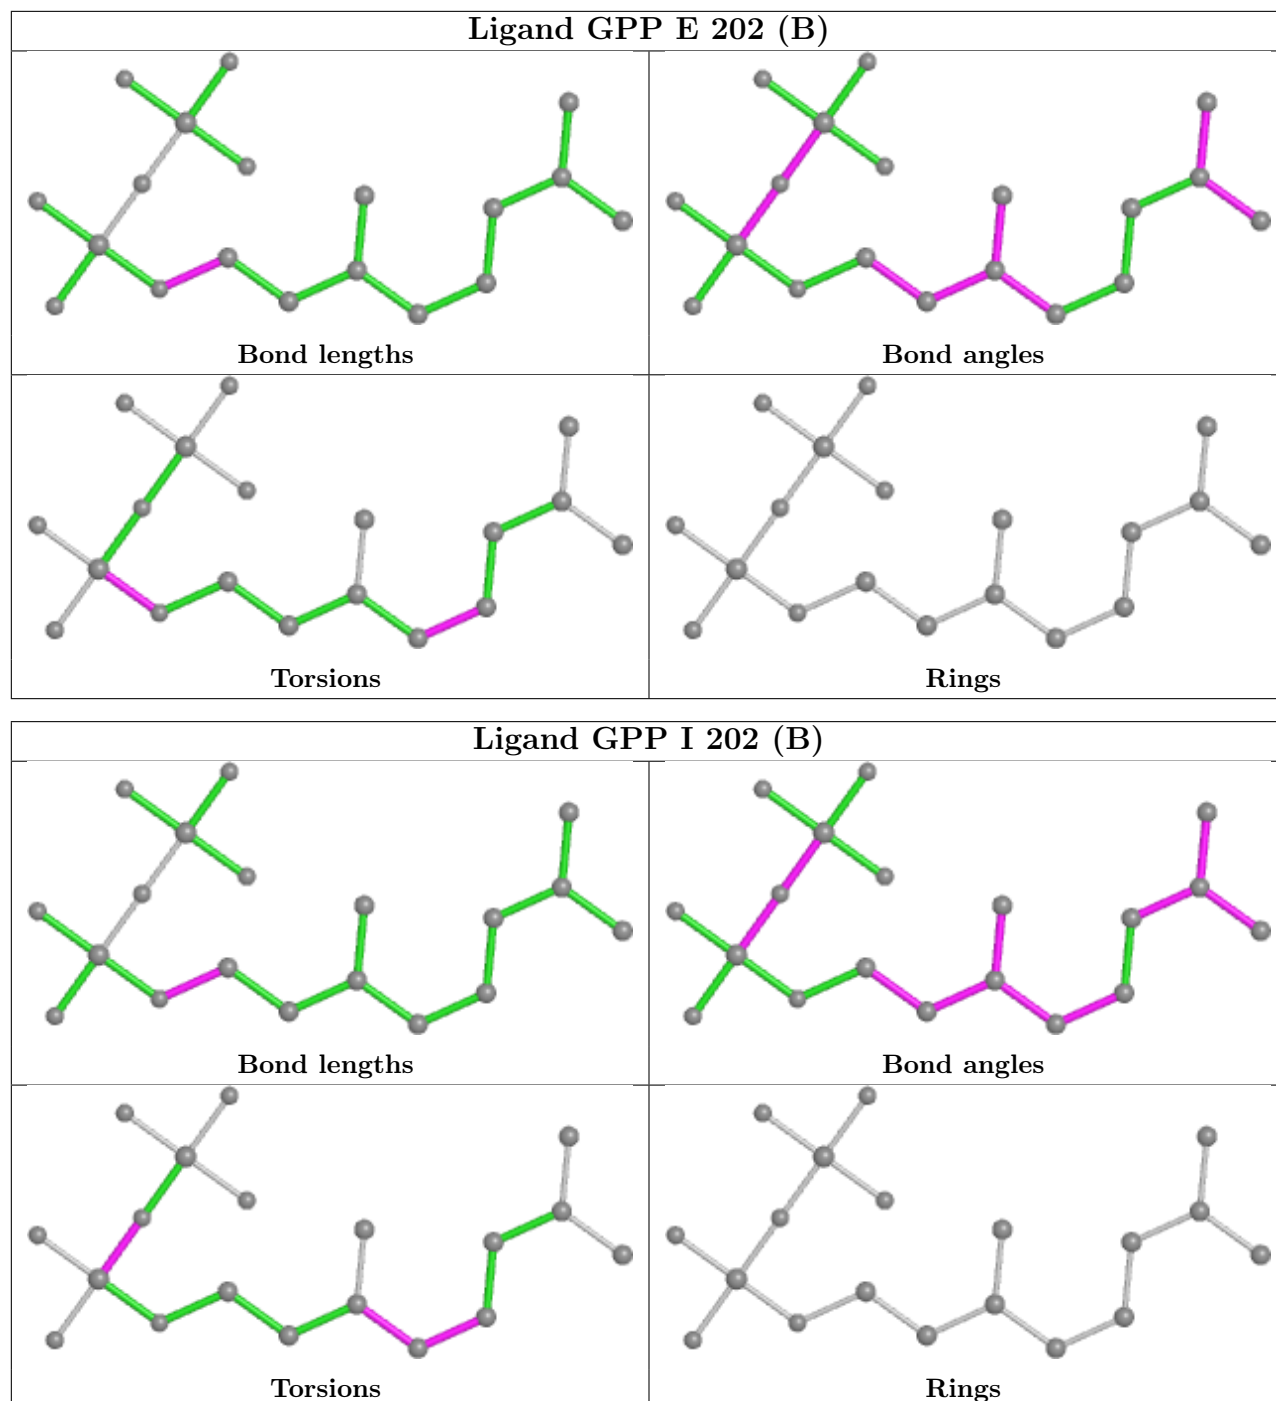 Ligand GPP E 202 (B)
Bond lengths
Bond angles
Torsions
Rings
Ligand GPP I 202 (B)
Bond lengths
Bond angles
Torsions
Rings